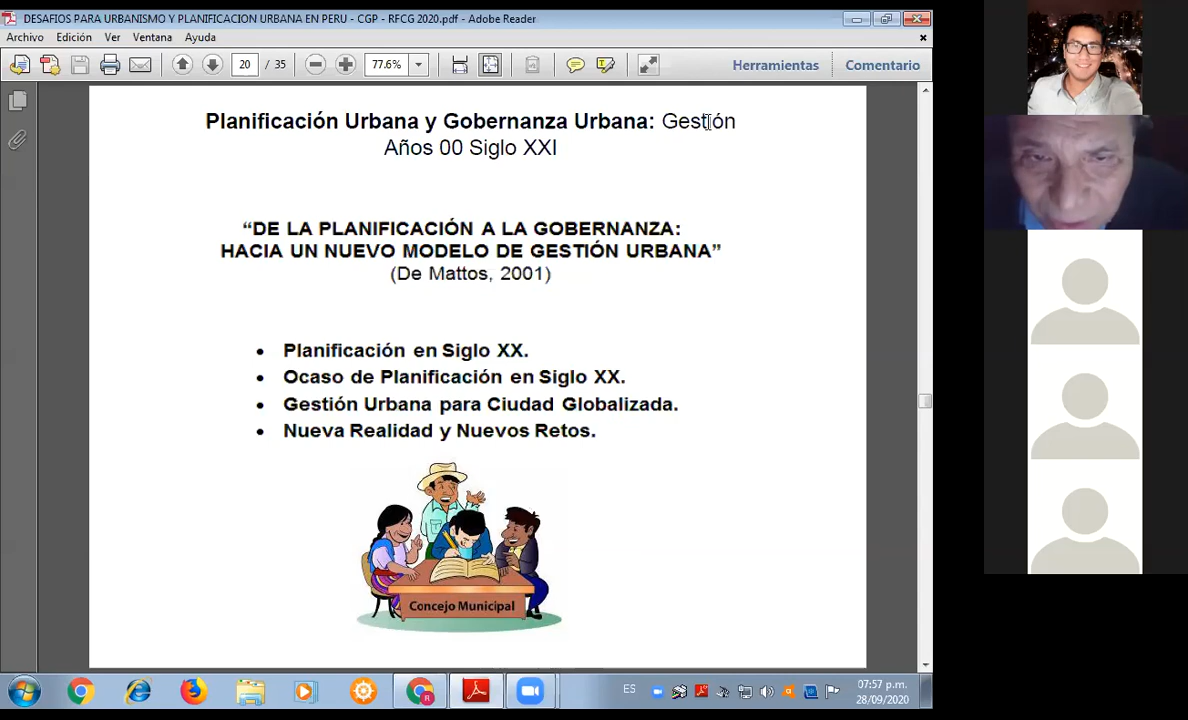 DESAFIOS PARA URBANISMO Y PLANIFICACION URBANA EN PERU - CGP - RFCG 2020.pdf - Adobe Reader
Archivo Edición Ver Ventana Ayuda
20 / 35 77.6% Herramientas Comentario
Planificación Urbana y Gobernanza Urbana: Gestión
Años 00 Siglo XXI
“DE LA PLANIFICACIÓN A LA GOBERNANZA:
HACIA UN NUEVO MODELO DE GESTIÓN URBANA”
(De Mattos, 2001)
• Planificación en Siglo XX.
• Ocaso de Planificación en Siglo XX.
• Gestión Urbana para Ciudad Globalizada.
• Nueva Realidad y Nuevos Retos.
Concejo Municipal
ES
07:57 p.m.
28/09/2020